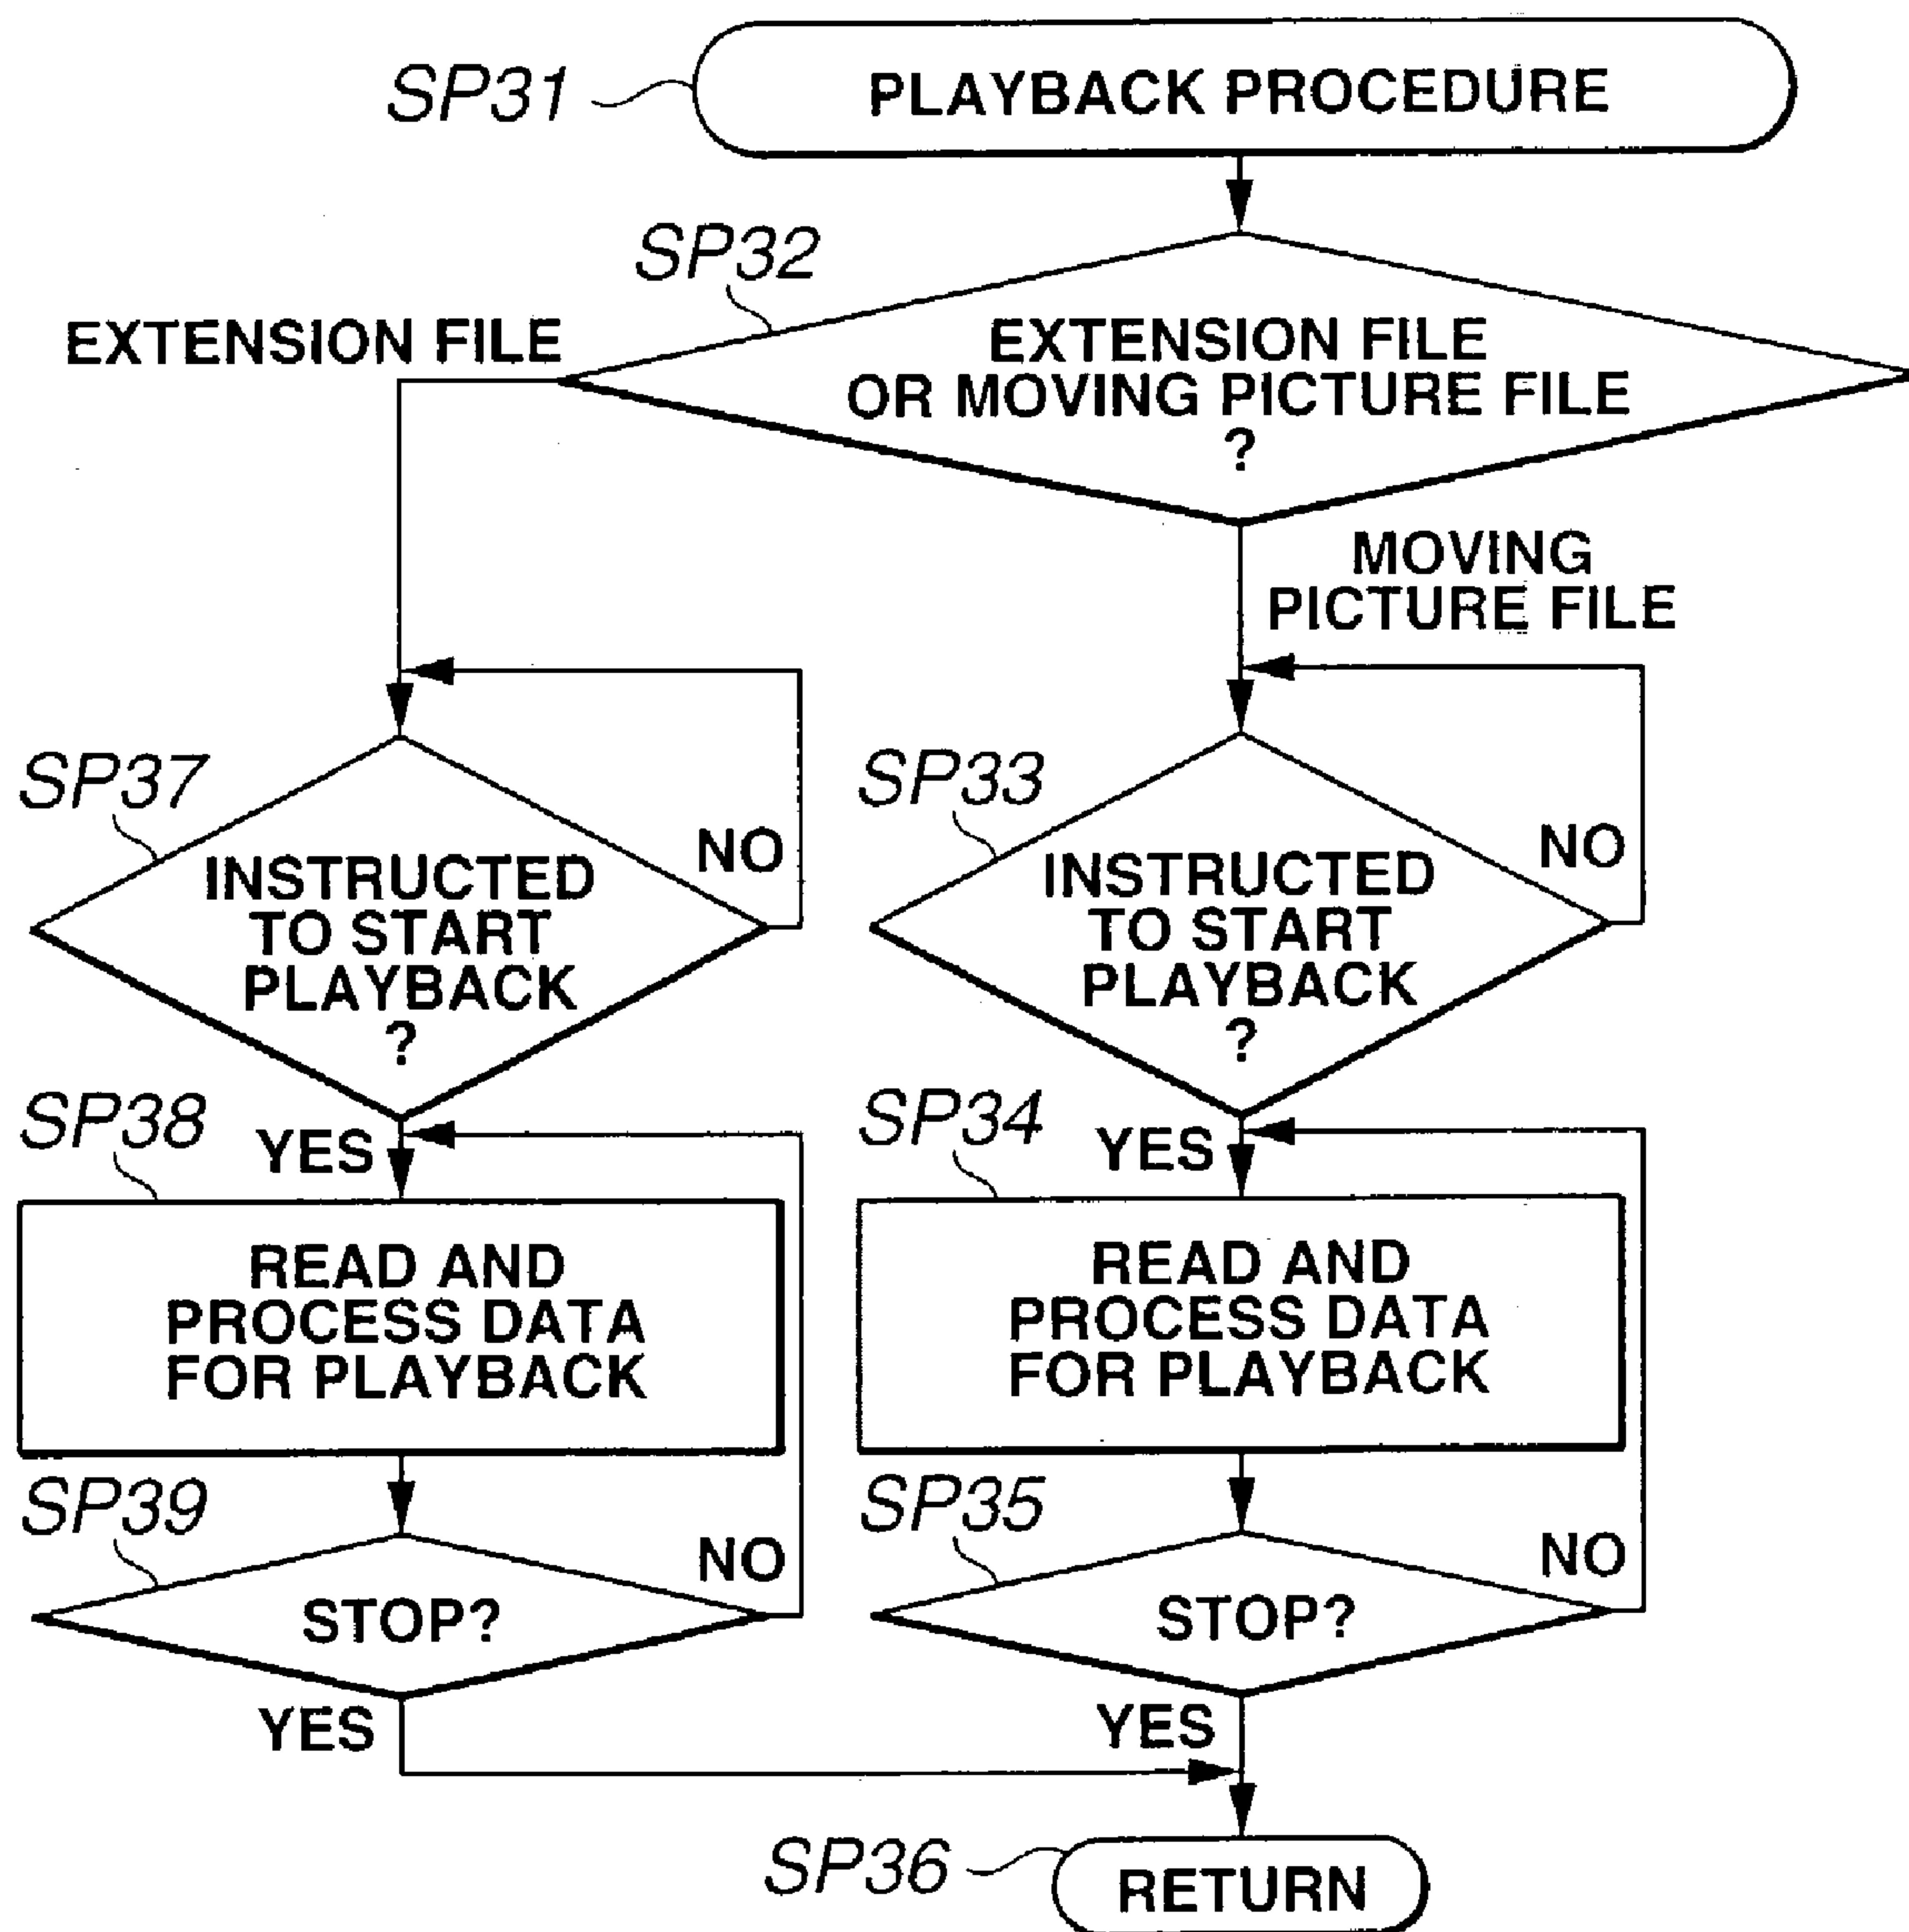 SP31
PLAYBACK PROCEDURE
SP32
EXTENSION FILE
EXTENSION FILE
OR MOVING PICTURE FILE
?
MOVING
PICTURE FILE
SP37
NO
INSTRUCTED
TO START
PLAYBACK
?
SP33
NO
INSTRUCTED
TO START
PLAYBACK
?
SP38
YES
READ AND
PROCESS DATA
FOR PLAYBACK
SP34
YES
READ AND
PROCESS DATA
FOR PLAYBACK
SP39
NO
STOP?
YES
SP35
NO
STOP?
YES
SP36
RETURN